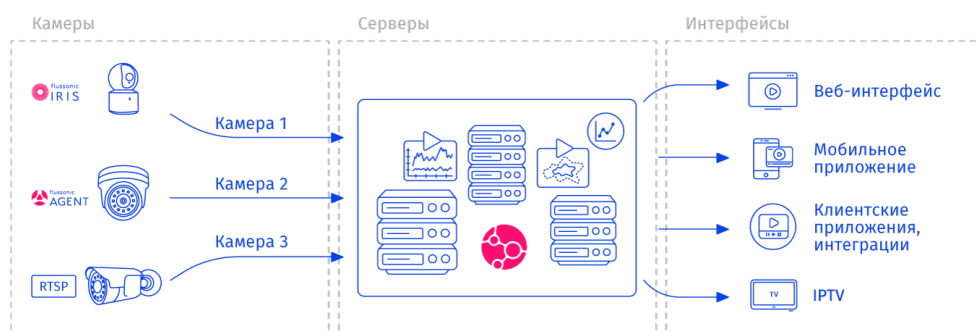 Камеры
Серверы
Интерфейсы
flussonic
IRIS
Камера 1
flussonic
AGENT
Камера 2
RTSP
Камера 3
Веб-интерфейс
Мобильное
приложение
Клиентские
приложения,
интеграции
TV
IPTV